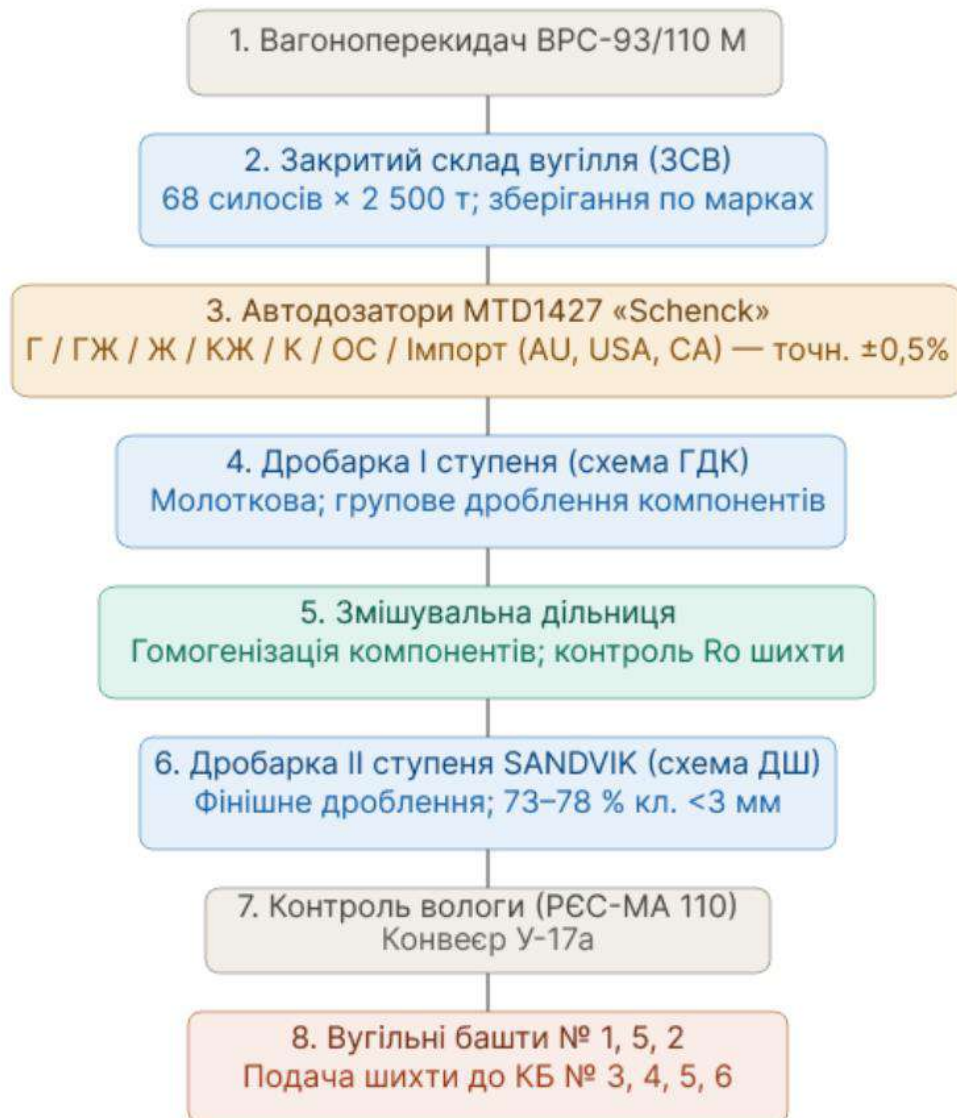 1. Вагоноперекидач ВРС-93/110 М
2. Закритий склад вугілля (ЗСВ)
68 силосів × 2 500 т; зберігання по марках
3. Автодозатори MTD1427 «Schenck»
Г / ГЖ / Ж / КЖ / К / ОС / Імпорт (AU, USA, CA) — точн. ±0,5%
4. Дробарка I ступеня (схема ГДК)
Молоткова; групове дроблення компонентів
5. Змішувальна дільниця
Гомогенізація компонентів; контроль Ro шихти
6. Дробарка II ступеня SANDVIK (схема ДШ)
Фінішне дроблення; 73–78 % кл. <3 мм
7. Контроль вологи (РЄС-МА 110)
Конвеєр У-17а
8. Вугільні башти № 1, 5, 2
Подача шихти до КБ № 3, 4, 5, 6